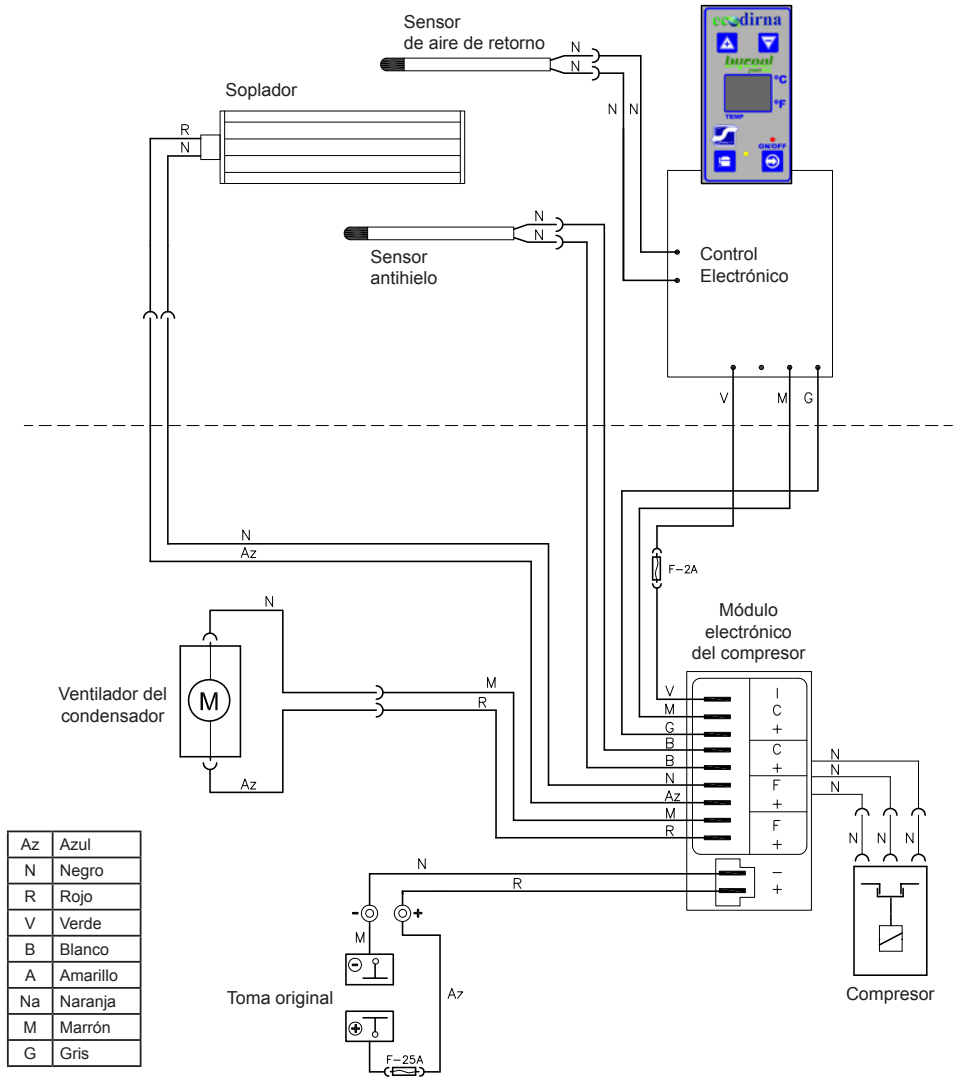 Sensor
de aire de retorno
N
N
ecodirna
bycool
green
°C
°F
TEMP
ON/OFF
Soplador
R
N
N
N
N
N
Sensor
antihielo
Control
Electrónico
V
M
G
N
Az
F-2A
Módulo
electrónico
del compresor
N
M
Ventilador del
condensador
M
R
Az
V
M
G
B
B
N
Az
M
R
I
C
+
C
+
F
+
F
+
N
N
N
N
N
N
-
+
N
R
-
+
M
Az
Toma original
-
+
F-25A
M
Compresor
Az Azul
N Negro
R Rojo
V Verde
B Blanco
A Amarillo
Na Naranja
M Marrón
G Gris